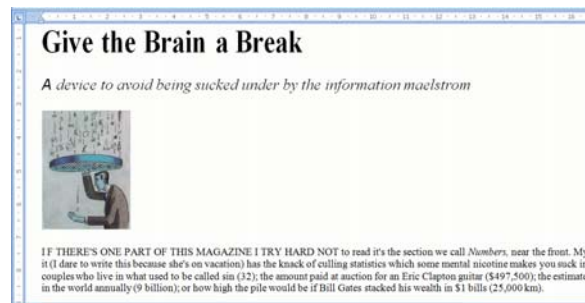 Give the Brain a Break
A device to avoid being sucked under by the information maelstrom
IF THERE'S ONE PART OF THIS MAGAZINE I TRY HARD NOT to read it's the section we call Numbers, near the front. My
it (I dare to write this because she's on vacation) has the knack of culling statistics which some mental nicotine makes you suck in
couples who live in what used to be called sin (32); the amount paid at auction for an Eric Clapton guitar ($497,500); the estimate
in the world annually (9 billion); or how high the pile would be if Bill Gates stacked his wealth in $1 bills (25,000 km).